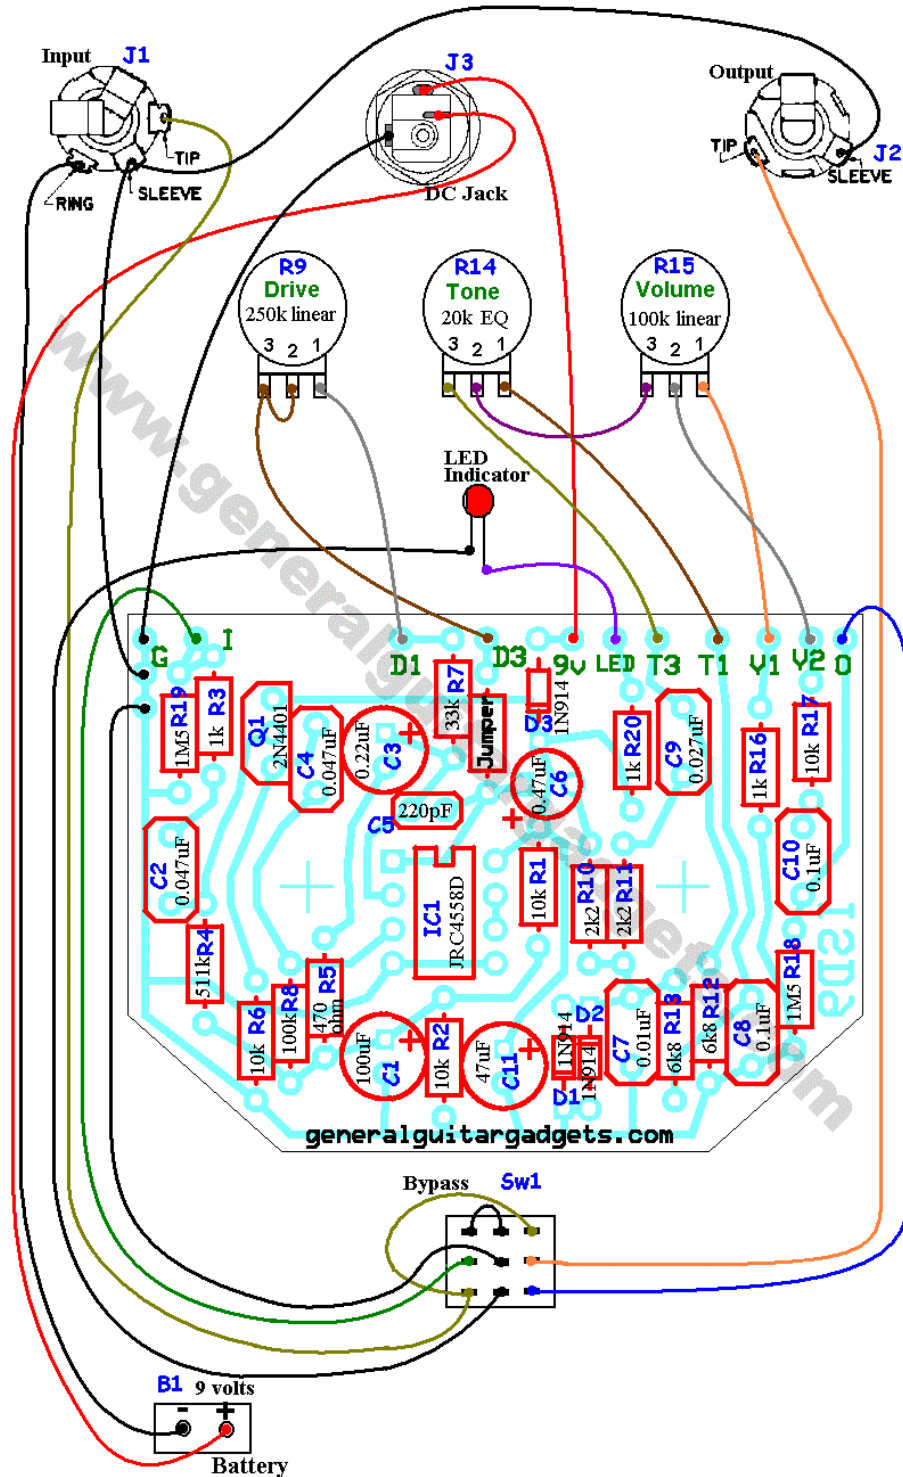 Input
J1
TIP
RING
SLEEVE
J3
DC Jack
Output
TIP
J2
SLEEVE
R9
Drive
250k linear
3 2 1
R14
Tone
20k EQ
3 2 1
R15
Volume
100k linear
3 2 1
www.generalguitargadgets.com
LED
Indicator
G
I
D1
D3
9v
LED
T3
T1
V1
V2
O
R19
1M5
R3
1k
Q1
2N4401
C4
0.047uF
C3
0.22uF
+
R7
33k
Jumper
D3
1N914
C6
0.47uF
+
R20
1k
C9
0.027uF
R16
1k
R17
10k
C5
220pF
C2
0.047uF
IC1
JRC4558D
R1
10k
R10
2k2
R11
2k2
C10
0.1uF
R4
511k
R6
10k
R8
100k
R5
470
ohm
C1
100uF
+
R2
10k
C11
47uF
+
D1
1N914
D2
1N914
C7
0.01uF
R13
6k8
R12
6k8
C8
0.1uF
R18
1M5
generalguitargadgets.com
Bypass
Sw1
B1
9 volts
- +
Battery